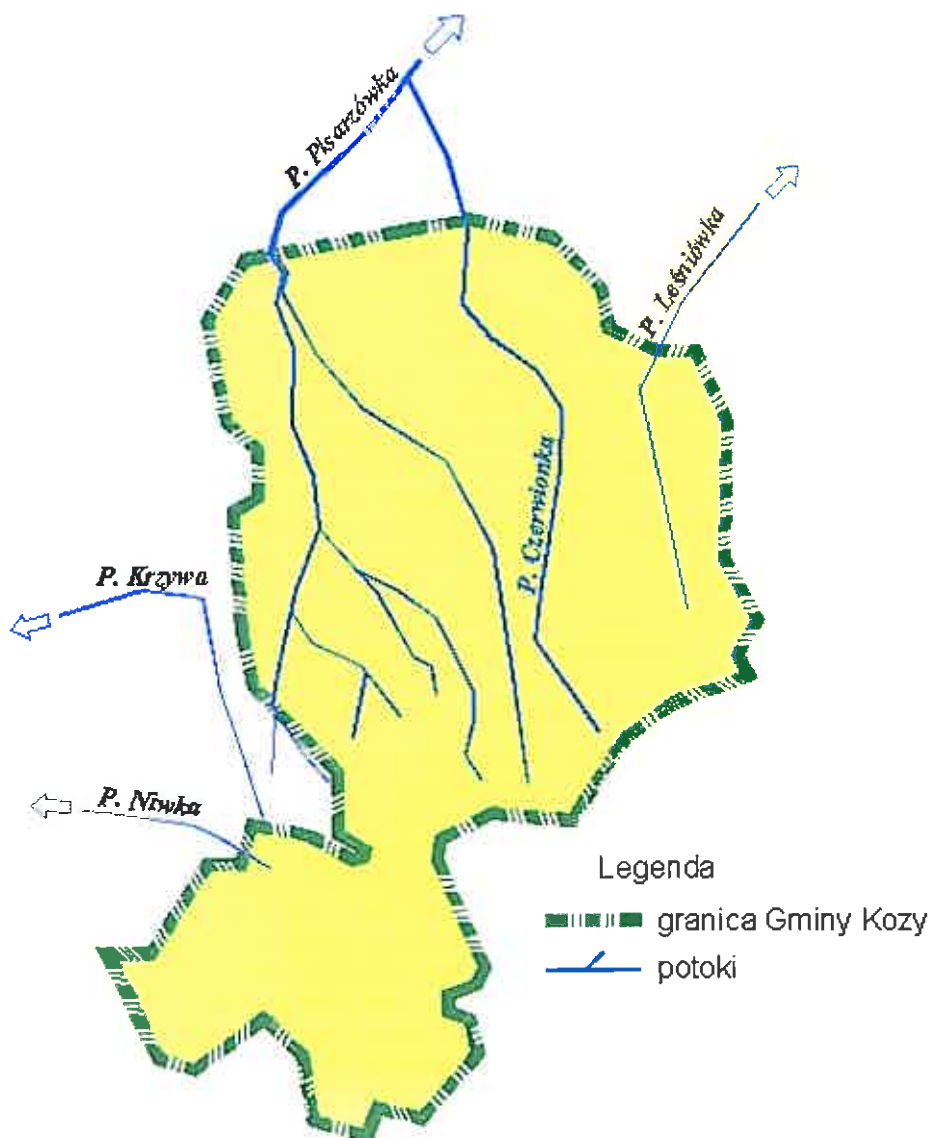 P. Pisarzówka
P. Leśniówka
P. Czerwionka
P. Krzywa
P. Niwka
Legenda
granica Gminy Kozy
potoki